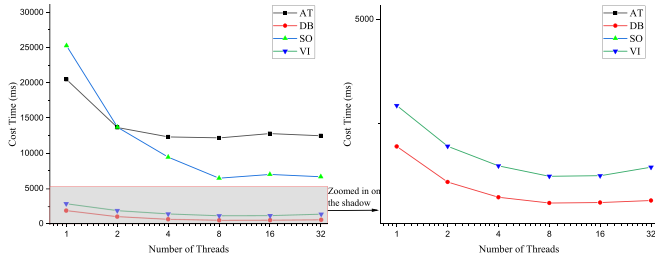 30000
25000
20000
15000
10000
5000
0
Cost Time (ms)
1 2 4 8 16 32
Number of Threads
AT
DB
SO
VI
Zoomed in on
the shadow
5000
Cost Time (ms)
1 2 4 8 16 32
Number of Threads
AT
DB
SO
VI